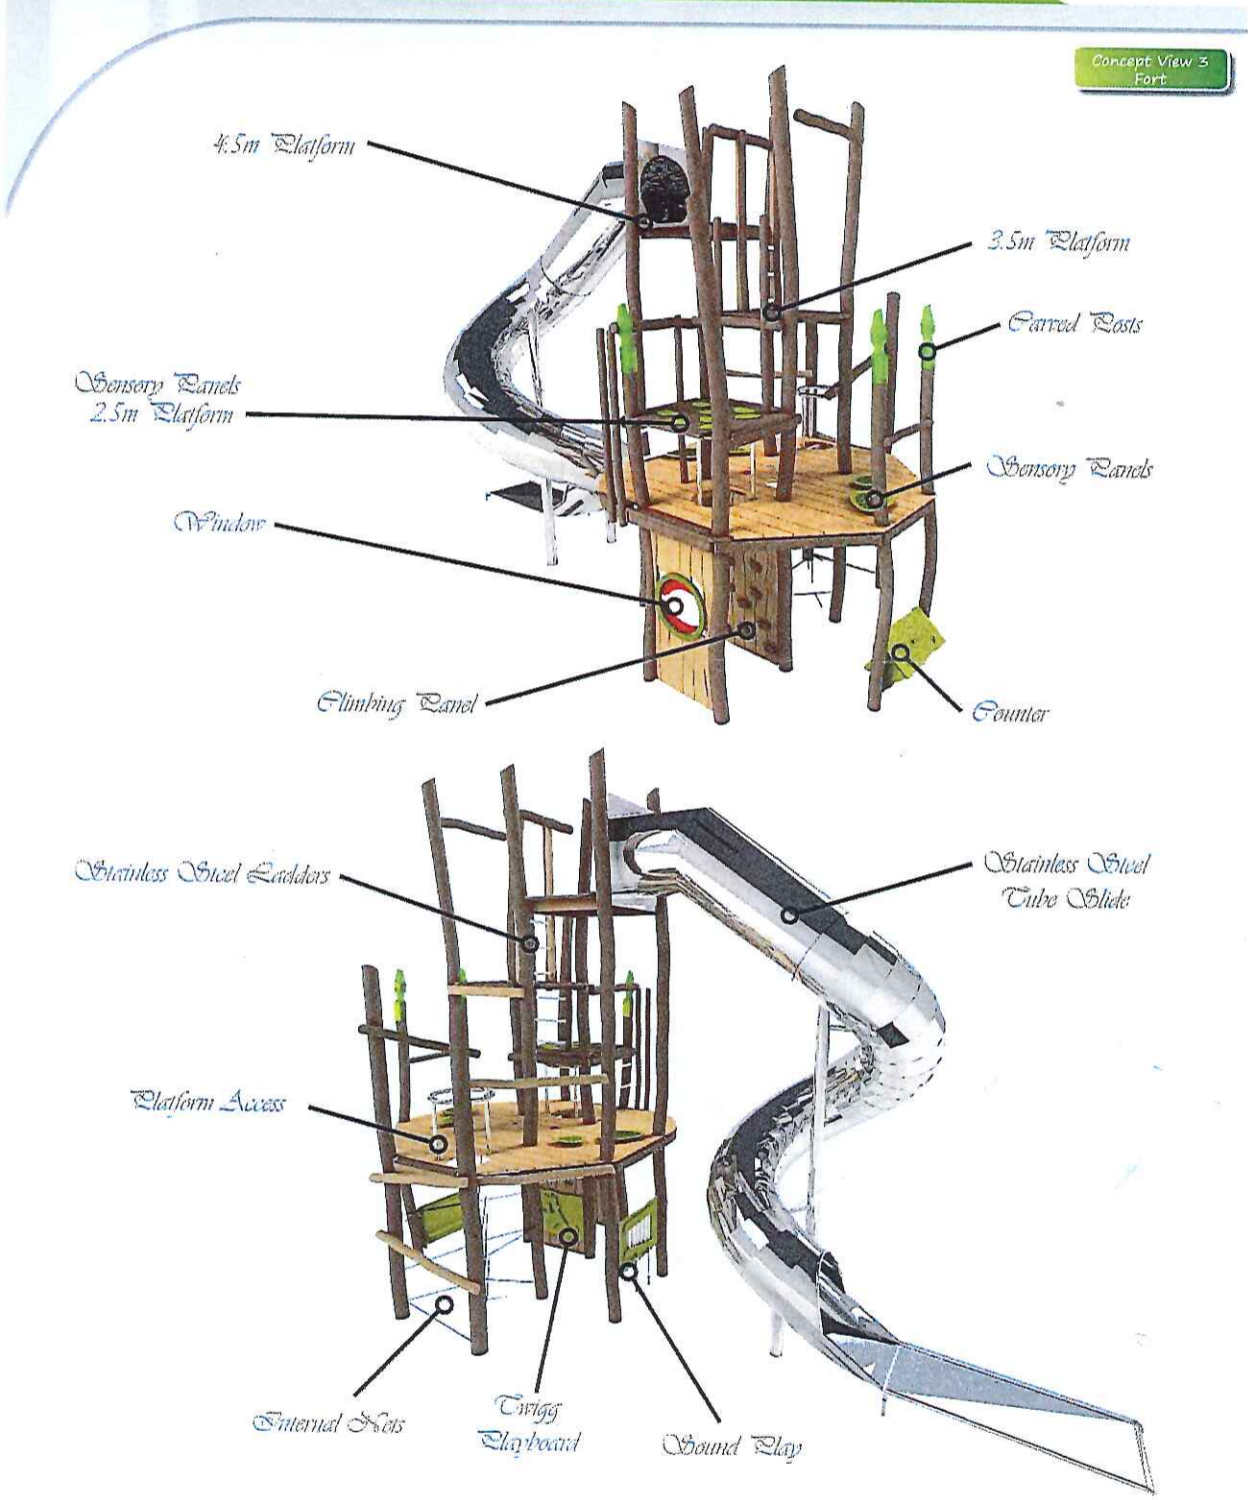 Concept View 3
Fort
4.5m Platform
3.5m Platform
Carved Posts
Sensory Panels
2.5m Platform
Sensory Panels
Window
Climbing Panel
Counter
Stainless Steel Ladders
Stainless Steel
Tube Slide
Platform Access
Internal Nets
Twigg
Playboard
Sound Play